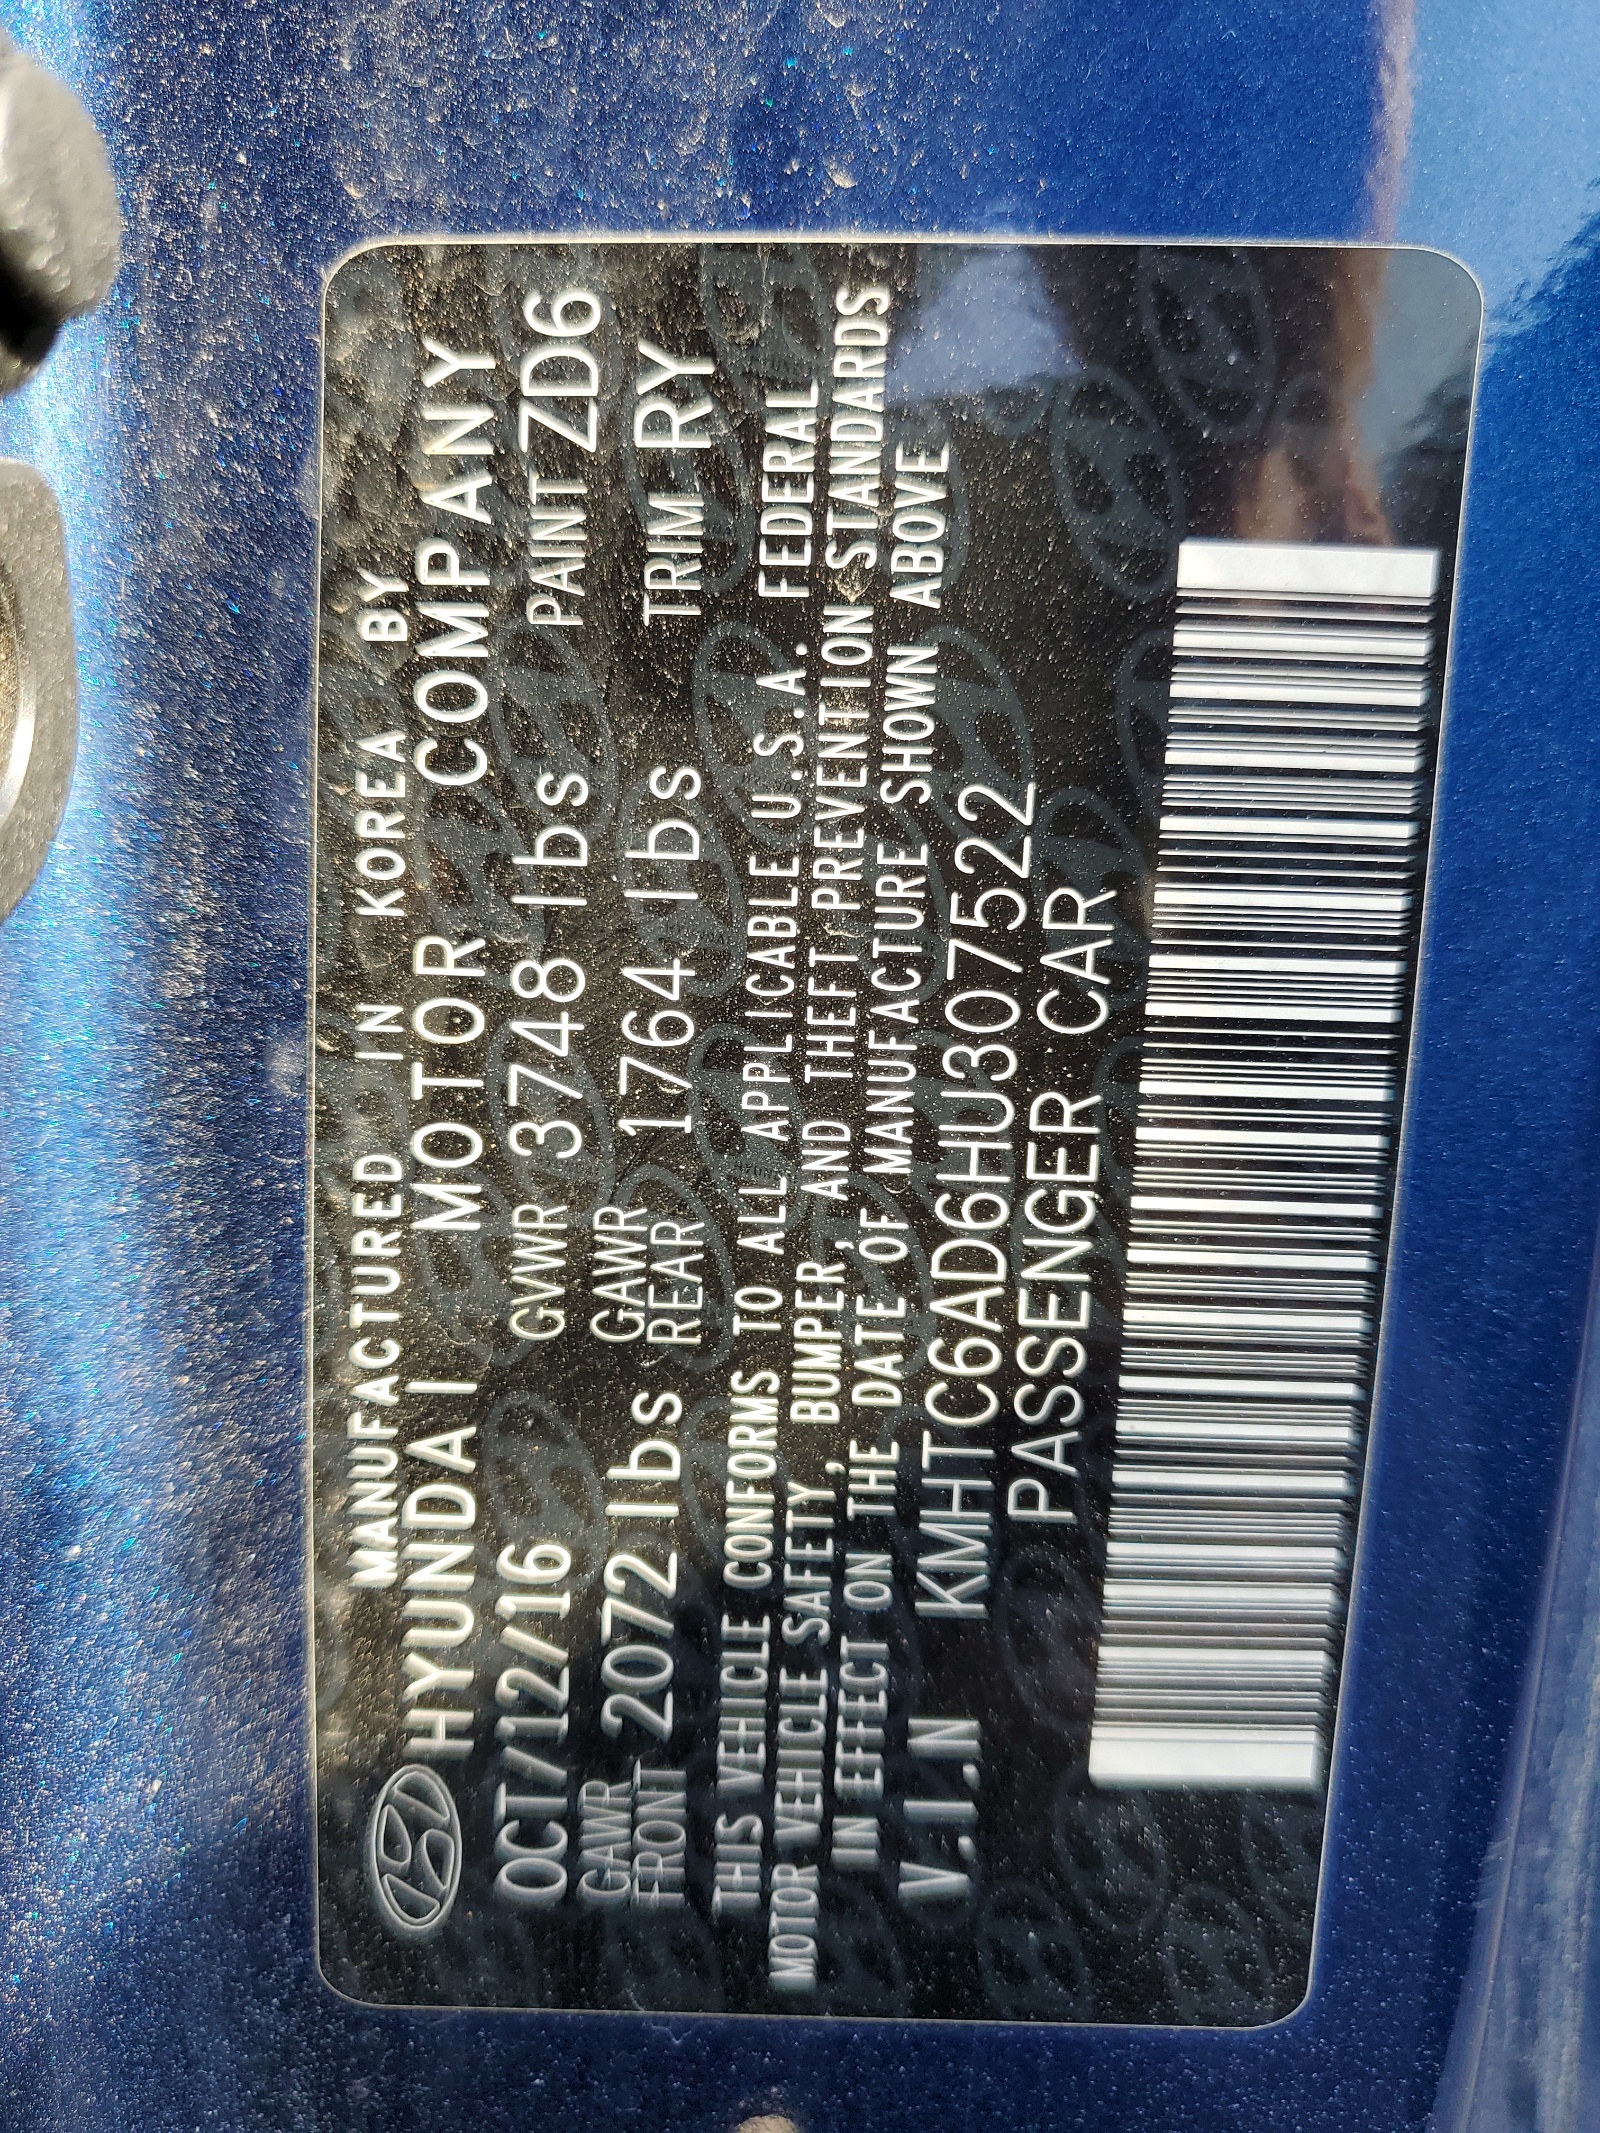 MANUFACTURED IN KOREA BY
HYUNDAI MOTOR COMPANY
OCT/12/16 GVWR 3748 lbs PAINT ZD6
GAWR FRONT 2072 lbs GAWR REAR 1764 lbs TRIM RY
THIS VEHICLE CONFORMS TO ALL APPLICABLE U.S.A. FEDERAL
MOTOR VEHICLE SAFETY, BUMPER, AND THEFT PREVENTION STANDARDS
IN EFFECT ON THE DATE OF MANUFACTURE SHOWN ABOVE
V.I.N KMHTC6AD6HU307522
PASSENGER CAR